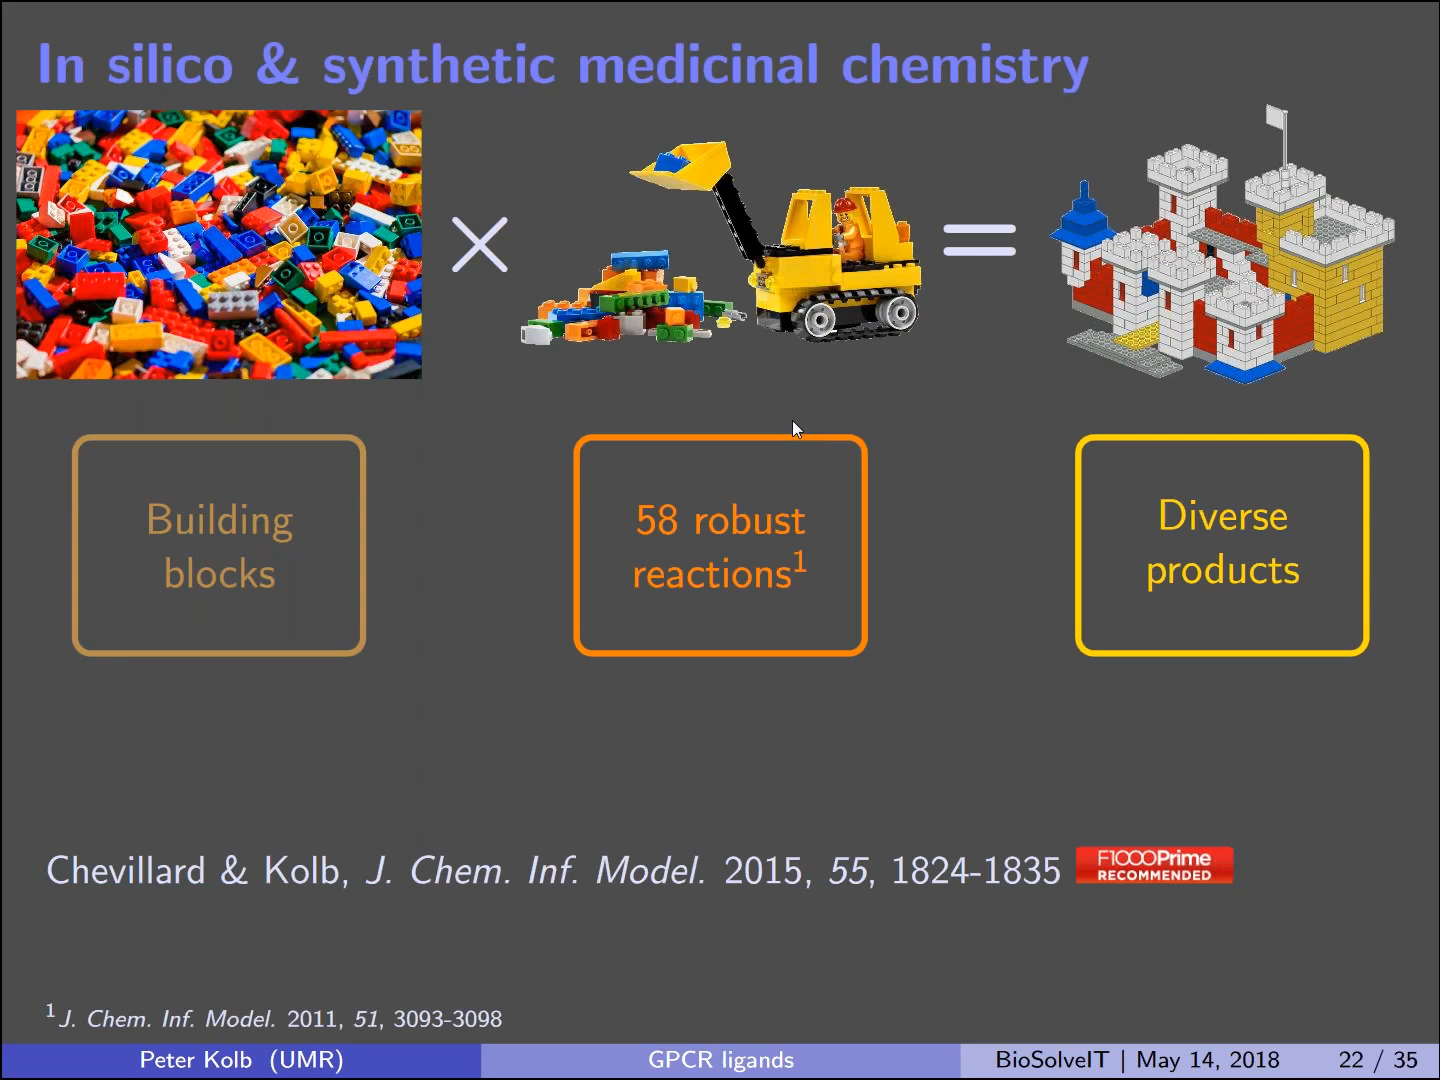 In silico & synthetic medicinal chemistry
×
=
Building
blocks
58 robust
reactions¹
Diverse
products
Chevillard & Kolb, J. Chem. Inf. Model. 2015, 55, 1824-1835
F1000Prime
RECOMMENDED
¹ J. Chem. Inf. Model. 2011, 51, 3093-3098
Peter Kolb (UMR) GPCR ligands BioSolveIT | May 14, 2018 22 / 35